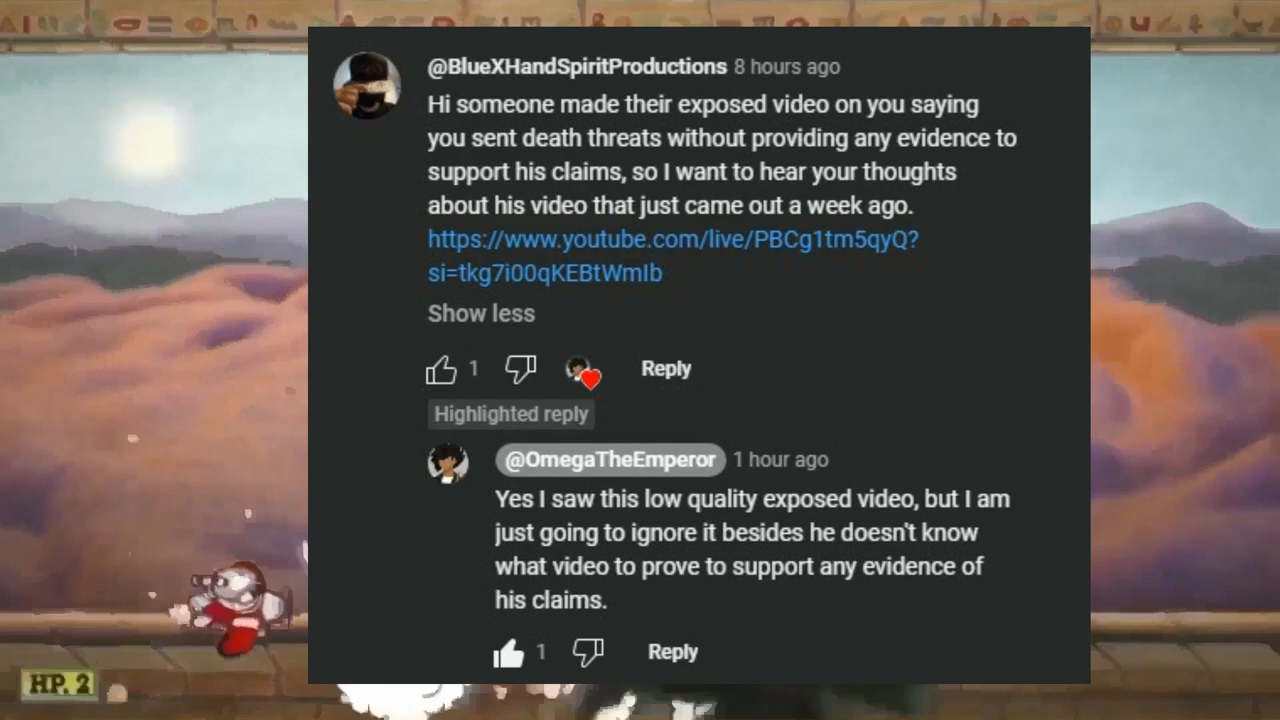 @BlueXHandSpiritProductions 8 hours ago
Hi someone made their exposed video on you saying
you sent death threats without providing any evidence to
support his claims, so I want to hear your thoughts
about his video that just came out a week ago.
https://www.youtube.com/live/PBCg1tm5qyQ?
si=tkg7i00qKEBtWmIb
Show less
1 Reply
Highlighted reply
@OmegaTheEmperor 1 hour ago
Yes I saw this low quality exposed video, but I am
just going to ignore it besides he doesn't know
what video to prove to support any evidence of
his claims.
1 Reply
HP. 2